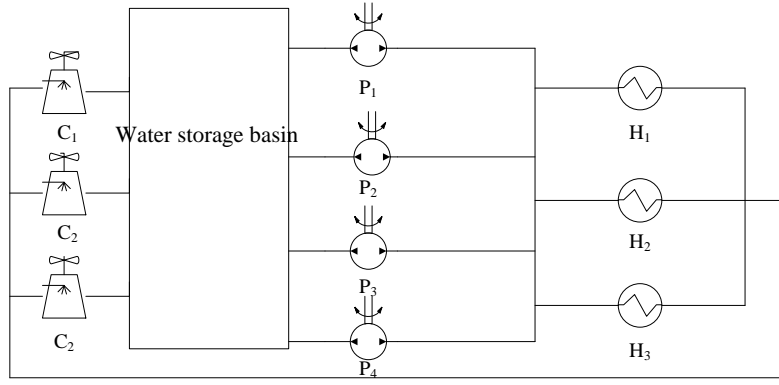 P₁
C₁
Water storage basin
H₁
P₂
C₂
H₂
P₃
C₂
H₃
P₄